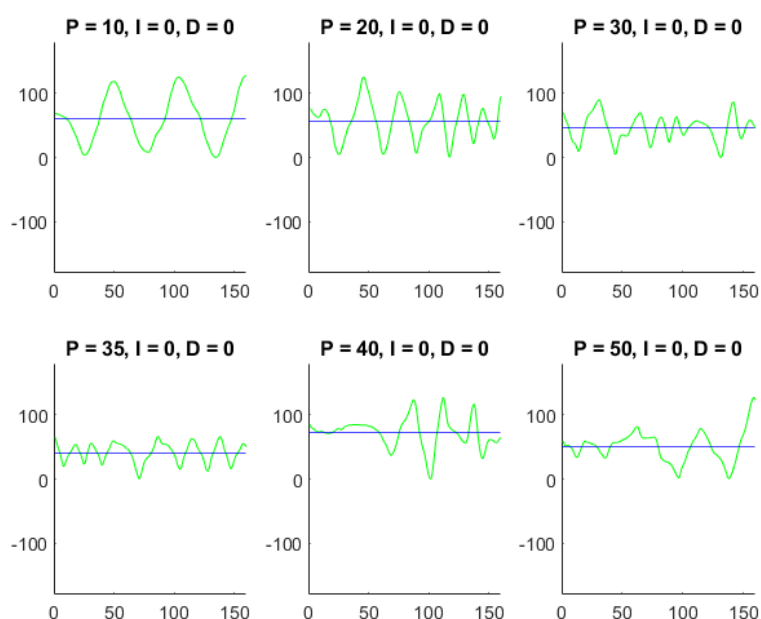 P = 10, I = 0, D = 0
100
0
-100
0 50 100 150
P = 20, I = 0, D = 0
100
0
-100
0 50 100 150
P = 30, I = 0, D = 0
100
0
-100
0 50 100 150
P = 35, I = 0, D = 0
100
0
-100
0 50 100 150
P = 40, I = 0, D = 0
100
0
-100
0 50 100 150
P = 50, I = 0, D = 0
100
0
-100
0 50 100 150